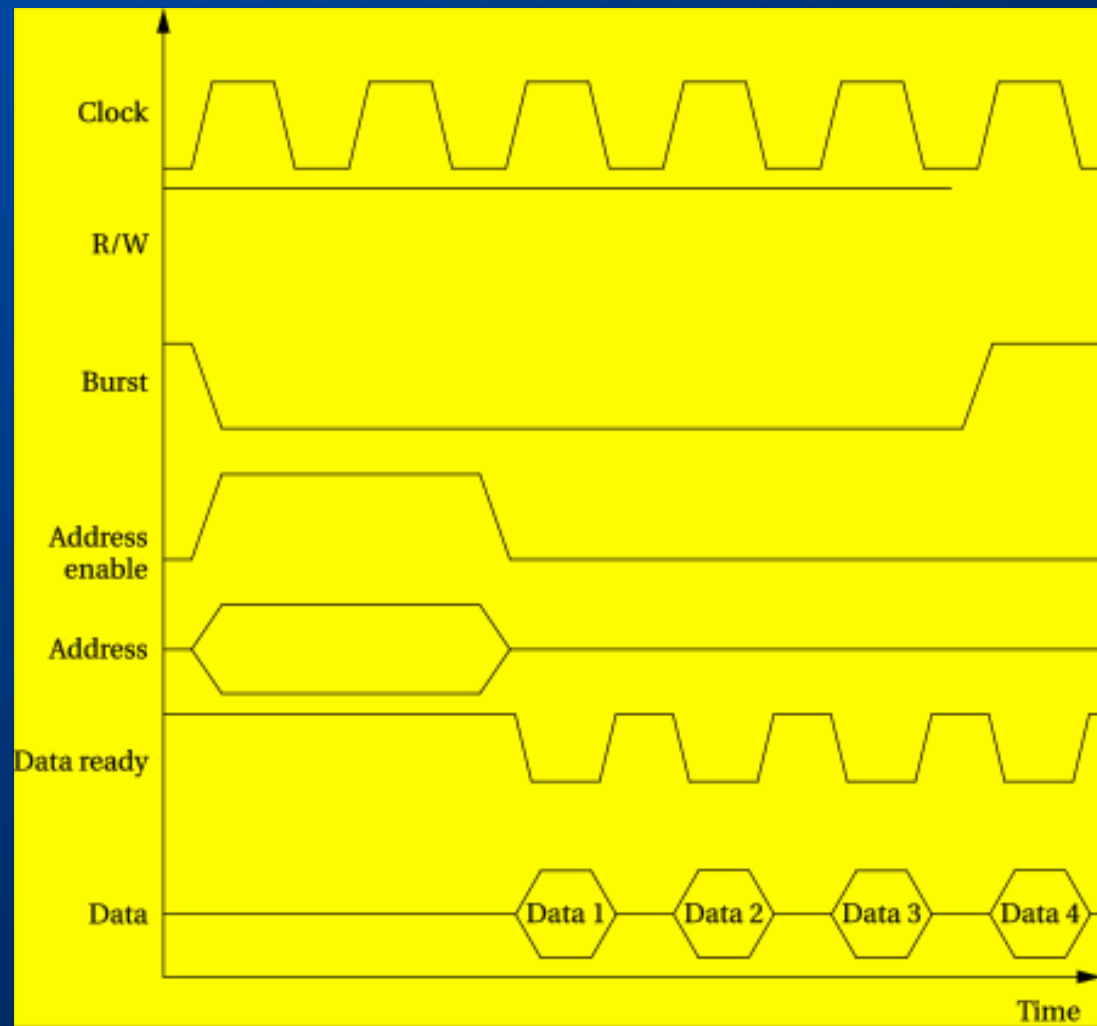 Clock
R/W
Burst
Address
enable
Address
Data ready
Data
Data 1
Data 2
Data 3
Data 4
Time